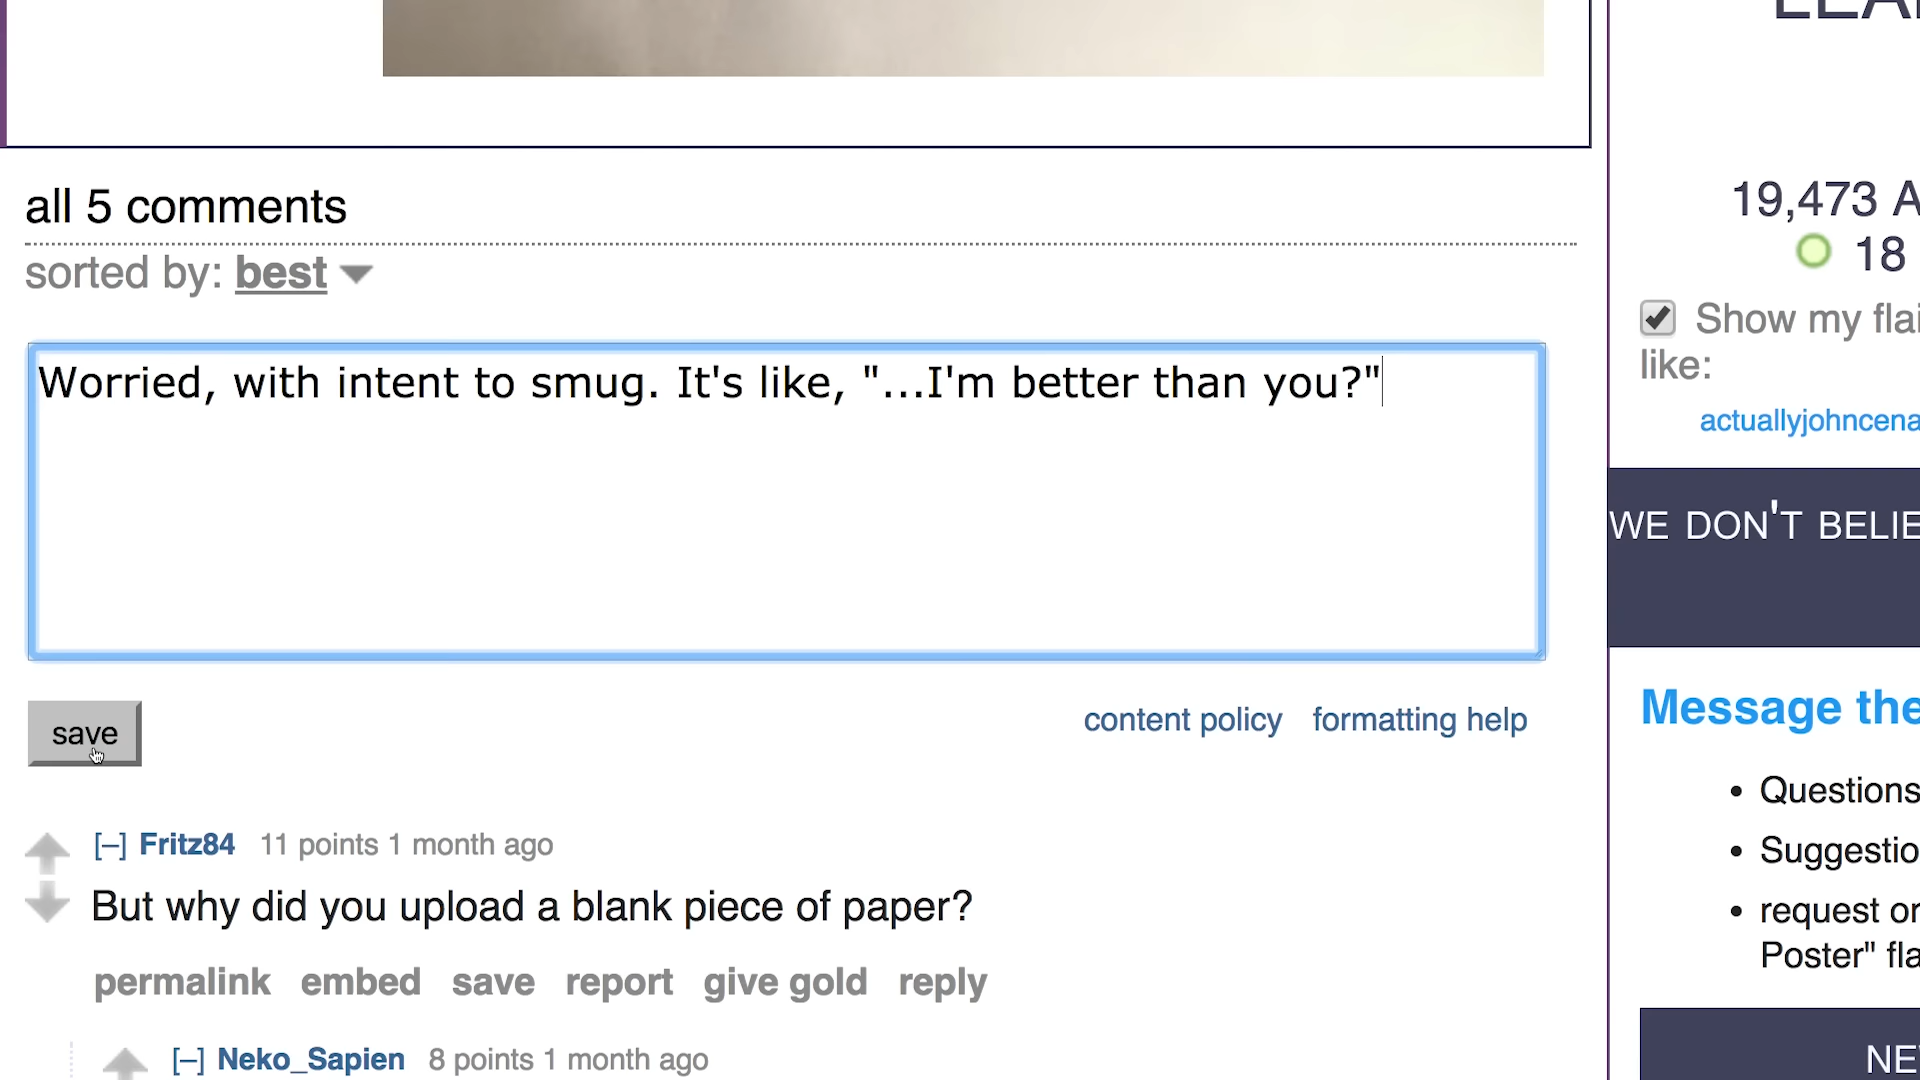 all 5 comments
sorted by: best
Worried, with intent to smug. It's like, "...I'm better than you?"
save
content policy formatting help
[–] Fritz84 11 points 1 month ago
But why did you upload a blank piece of paper?
permalink embed save report give gold reply
[–] Neko_Sapien 8 points 1 month ago
19,473 A
18
Show my flai
like:
actuallyjohncena
WE DON'T BELIE
Message the
• Questions
• Suggestio
• request or
Poster" fla